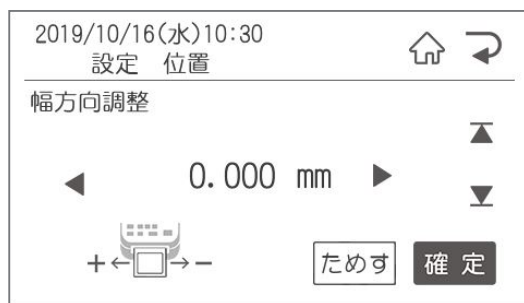 2019/10/16(水)10:30
設定 位置
幅方向調整
0.000 mm
+ -
ためす 確定